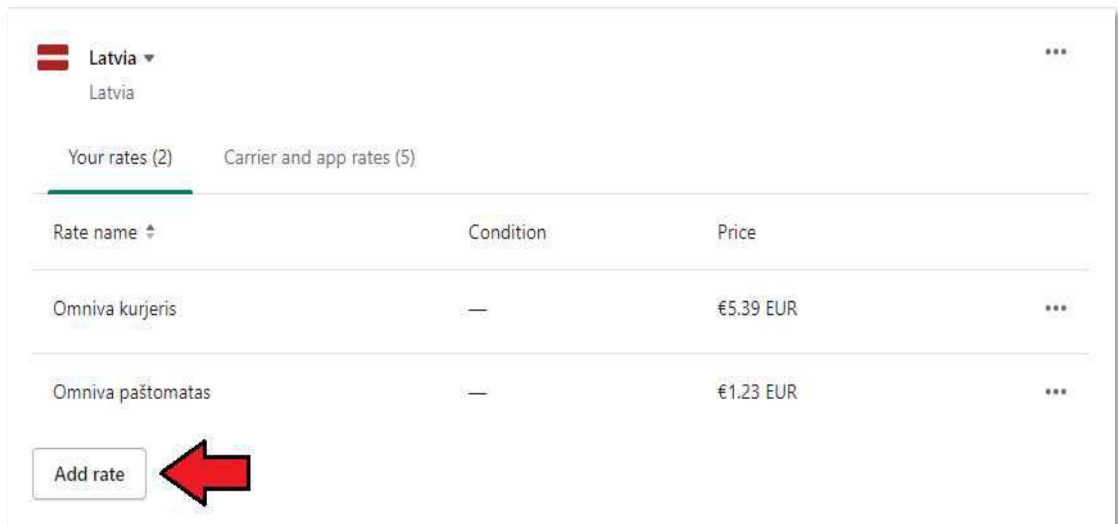 Latvia
Latvia
Your rates (2) Carrier and app rates (5)
Rate name Condition Price
Omniva kurjeris — €5.39 EUR
Omniva paštomatas — €1.23 EUR
Add rate